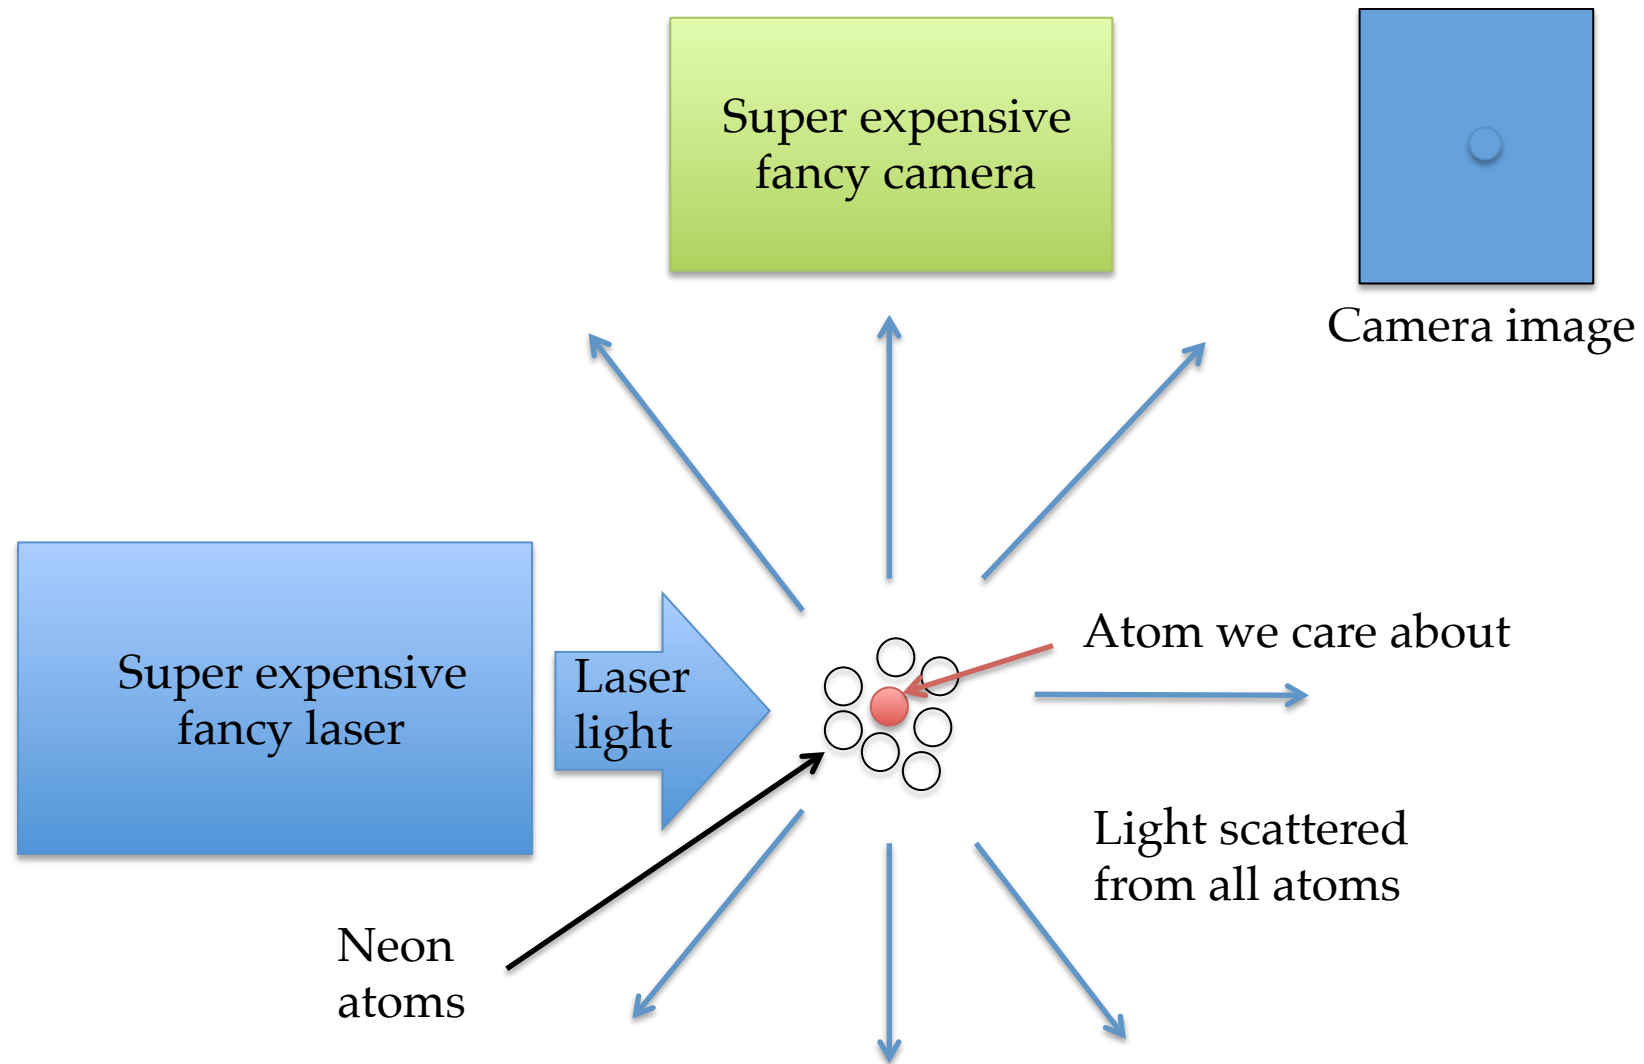 Super expensive
fancy camera
Camera image
Super expensive
fancy laser
Laser
light
Atom we care about
Light scattered
from all atoms
Neon
atoms